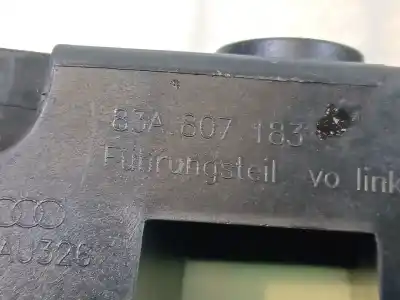 83A.807 183
Führungsteil vo link
AU326